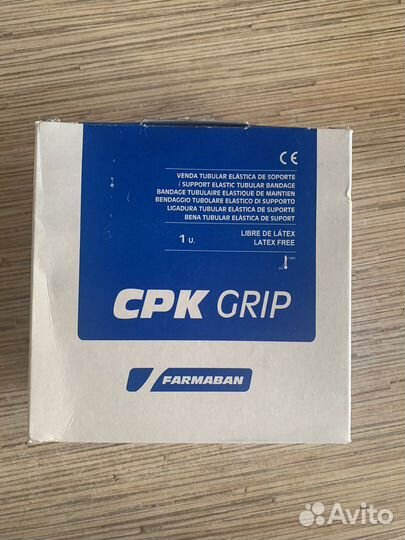 CE
VENDA TUBULAR ELÁSTICA DE SOPORTE
SUPPORT ELASTIC TUBULAR BANDAGE
BANDAGE TUBULAIRE ELASTIQUE DE MAINTIEN
BENDAGGIO TUBOLARE ELASTICO DI SUPPORTO
LIGADURA TUBULAR ELÁSTICA DE SUPORTE
BENA TUBULAR ELÀSTICA DE SUPORT
1 U.
LIBRE DE LÁTEX
LATEX FREE
CPK GRIP
FARMABAN
Avito